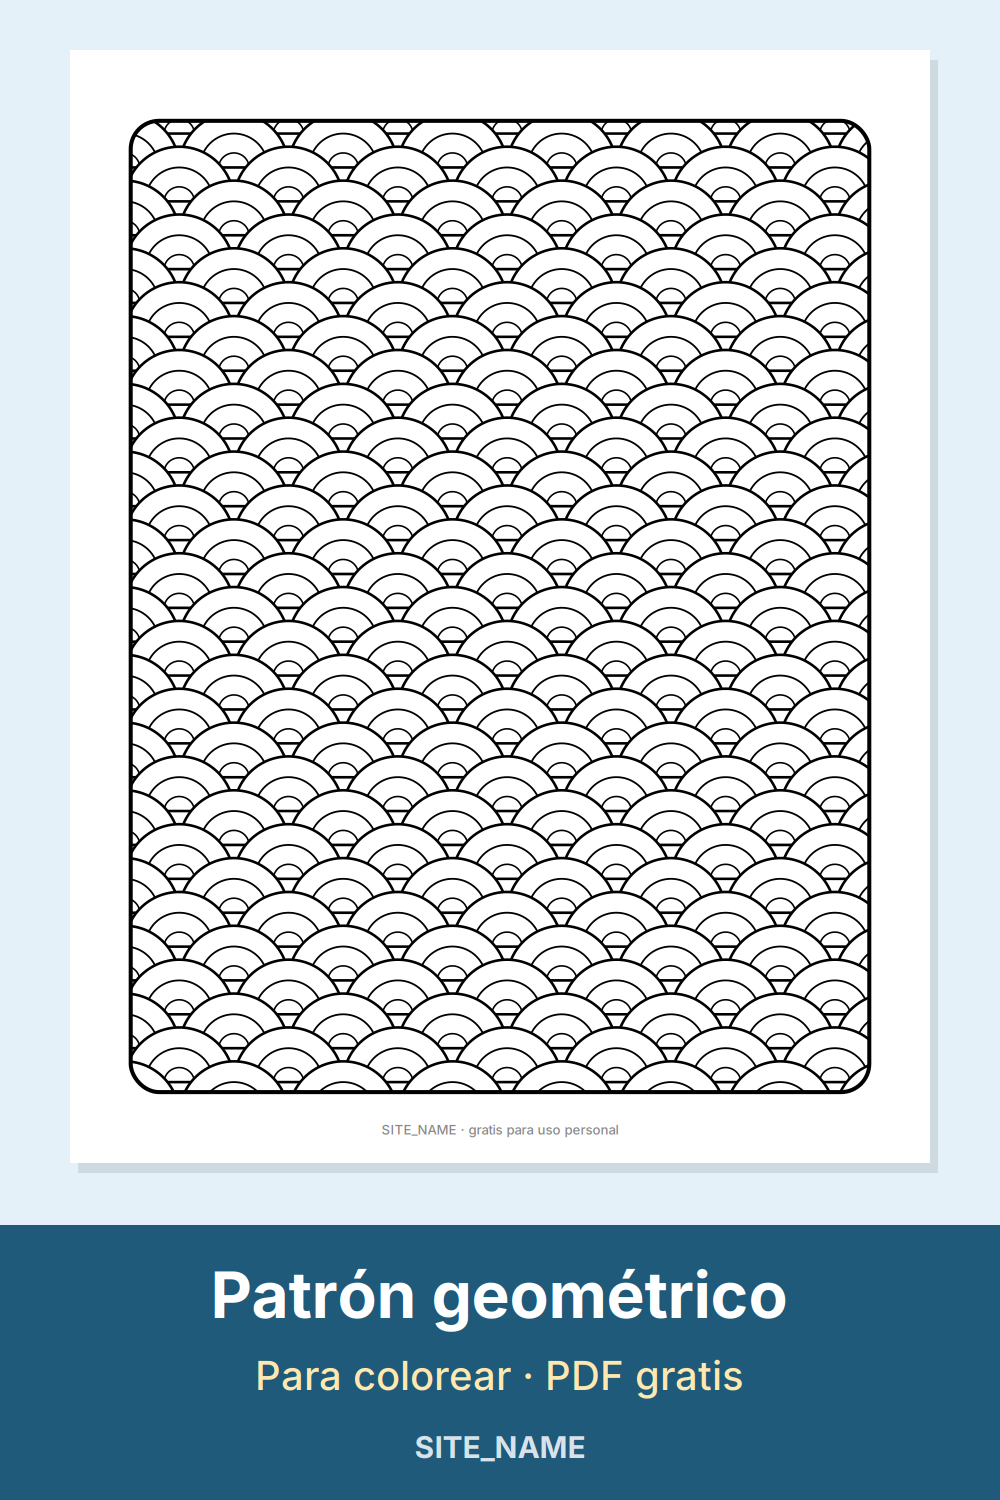 SITE_NAME · gratis para uso personal
Patrón geométrico
Para colorear · PDF gratis
SITE_NAME